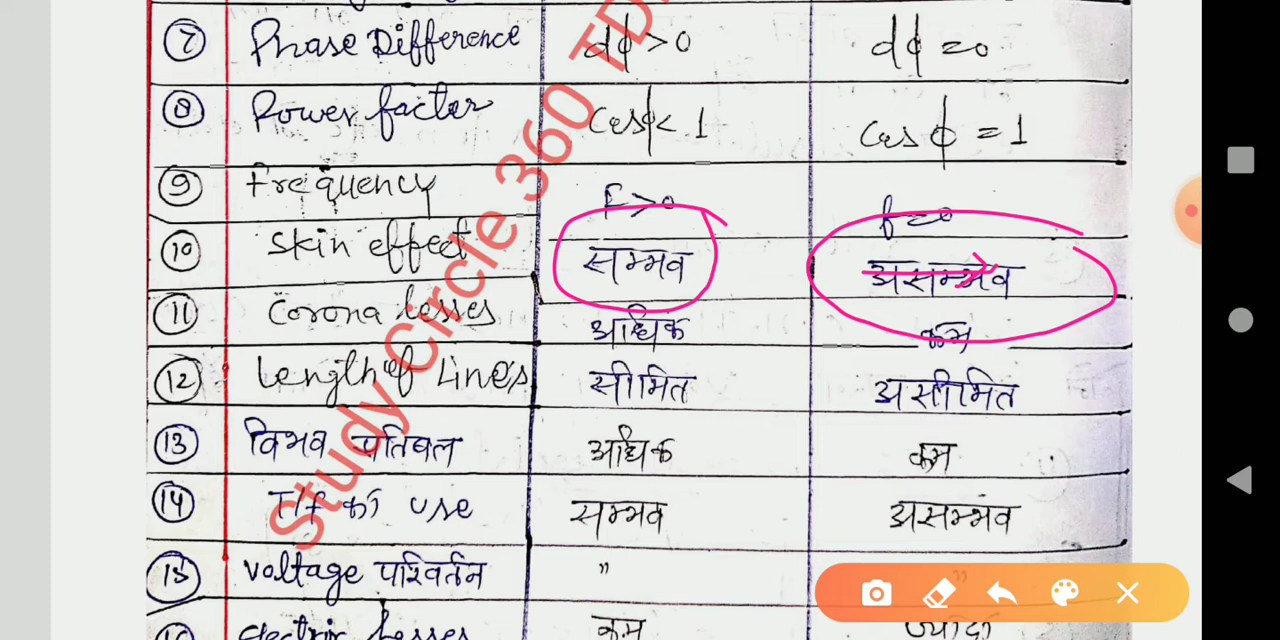 7 Phase Difference dϕ > 0 dϕ = 0
8 Power factor Cosϕ < 1 Cosϕ = 1
9 Frequency F > 0 f = 0
10 Skin effect सम्भव असम्भव
11 Corona losses अधिक कम
12 Length of Lines सीमित असीमित
13 विभव प्रतिबल अधिक कम
14 T/f का use सम्भव असम्भव
15 Voltage परिवर्तन " "
16 Electric losses कम ज्यादा
Study Circle 360